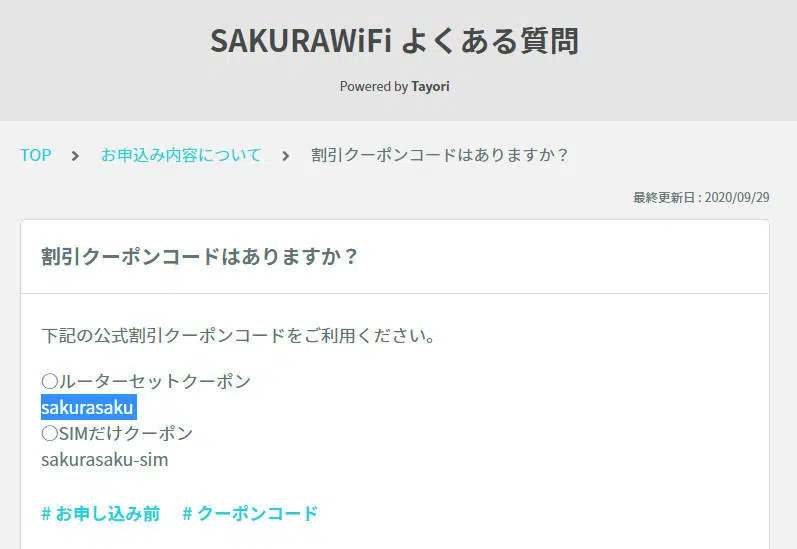 SAKURAWiFi よくある質問
Powered by Tayori
TOP > お申込み内容について > 割引クーポンコードはありますか？
最終更新日 : 2020/09/29
割引クーポンコードはありますか？
下記の公式割引クーポンコードをご利用ください。
○ルーターセットクーポン
sakurasaku
○SIMだけクーポン
sakurasaku-sim
# お申し込み前 # クーポンコード